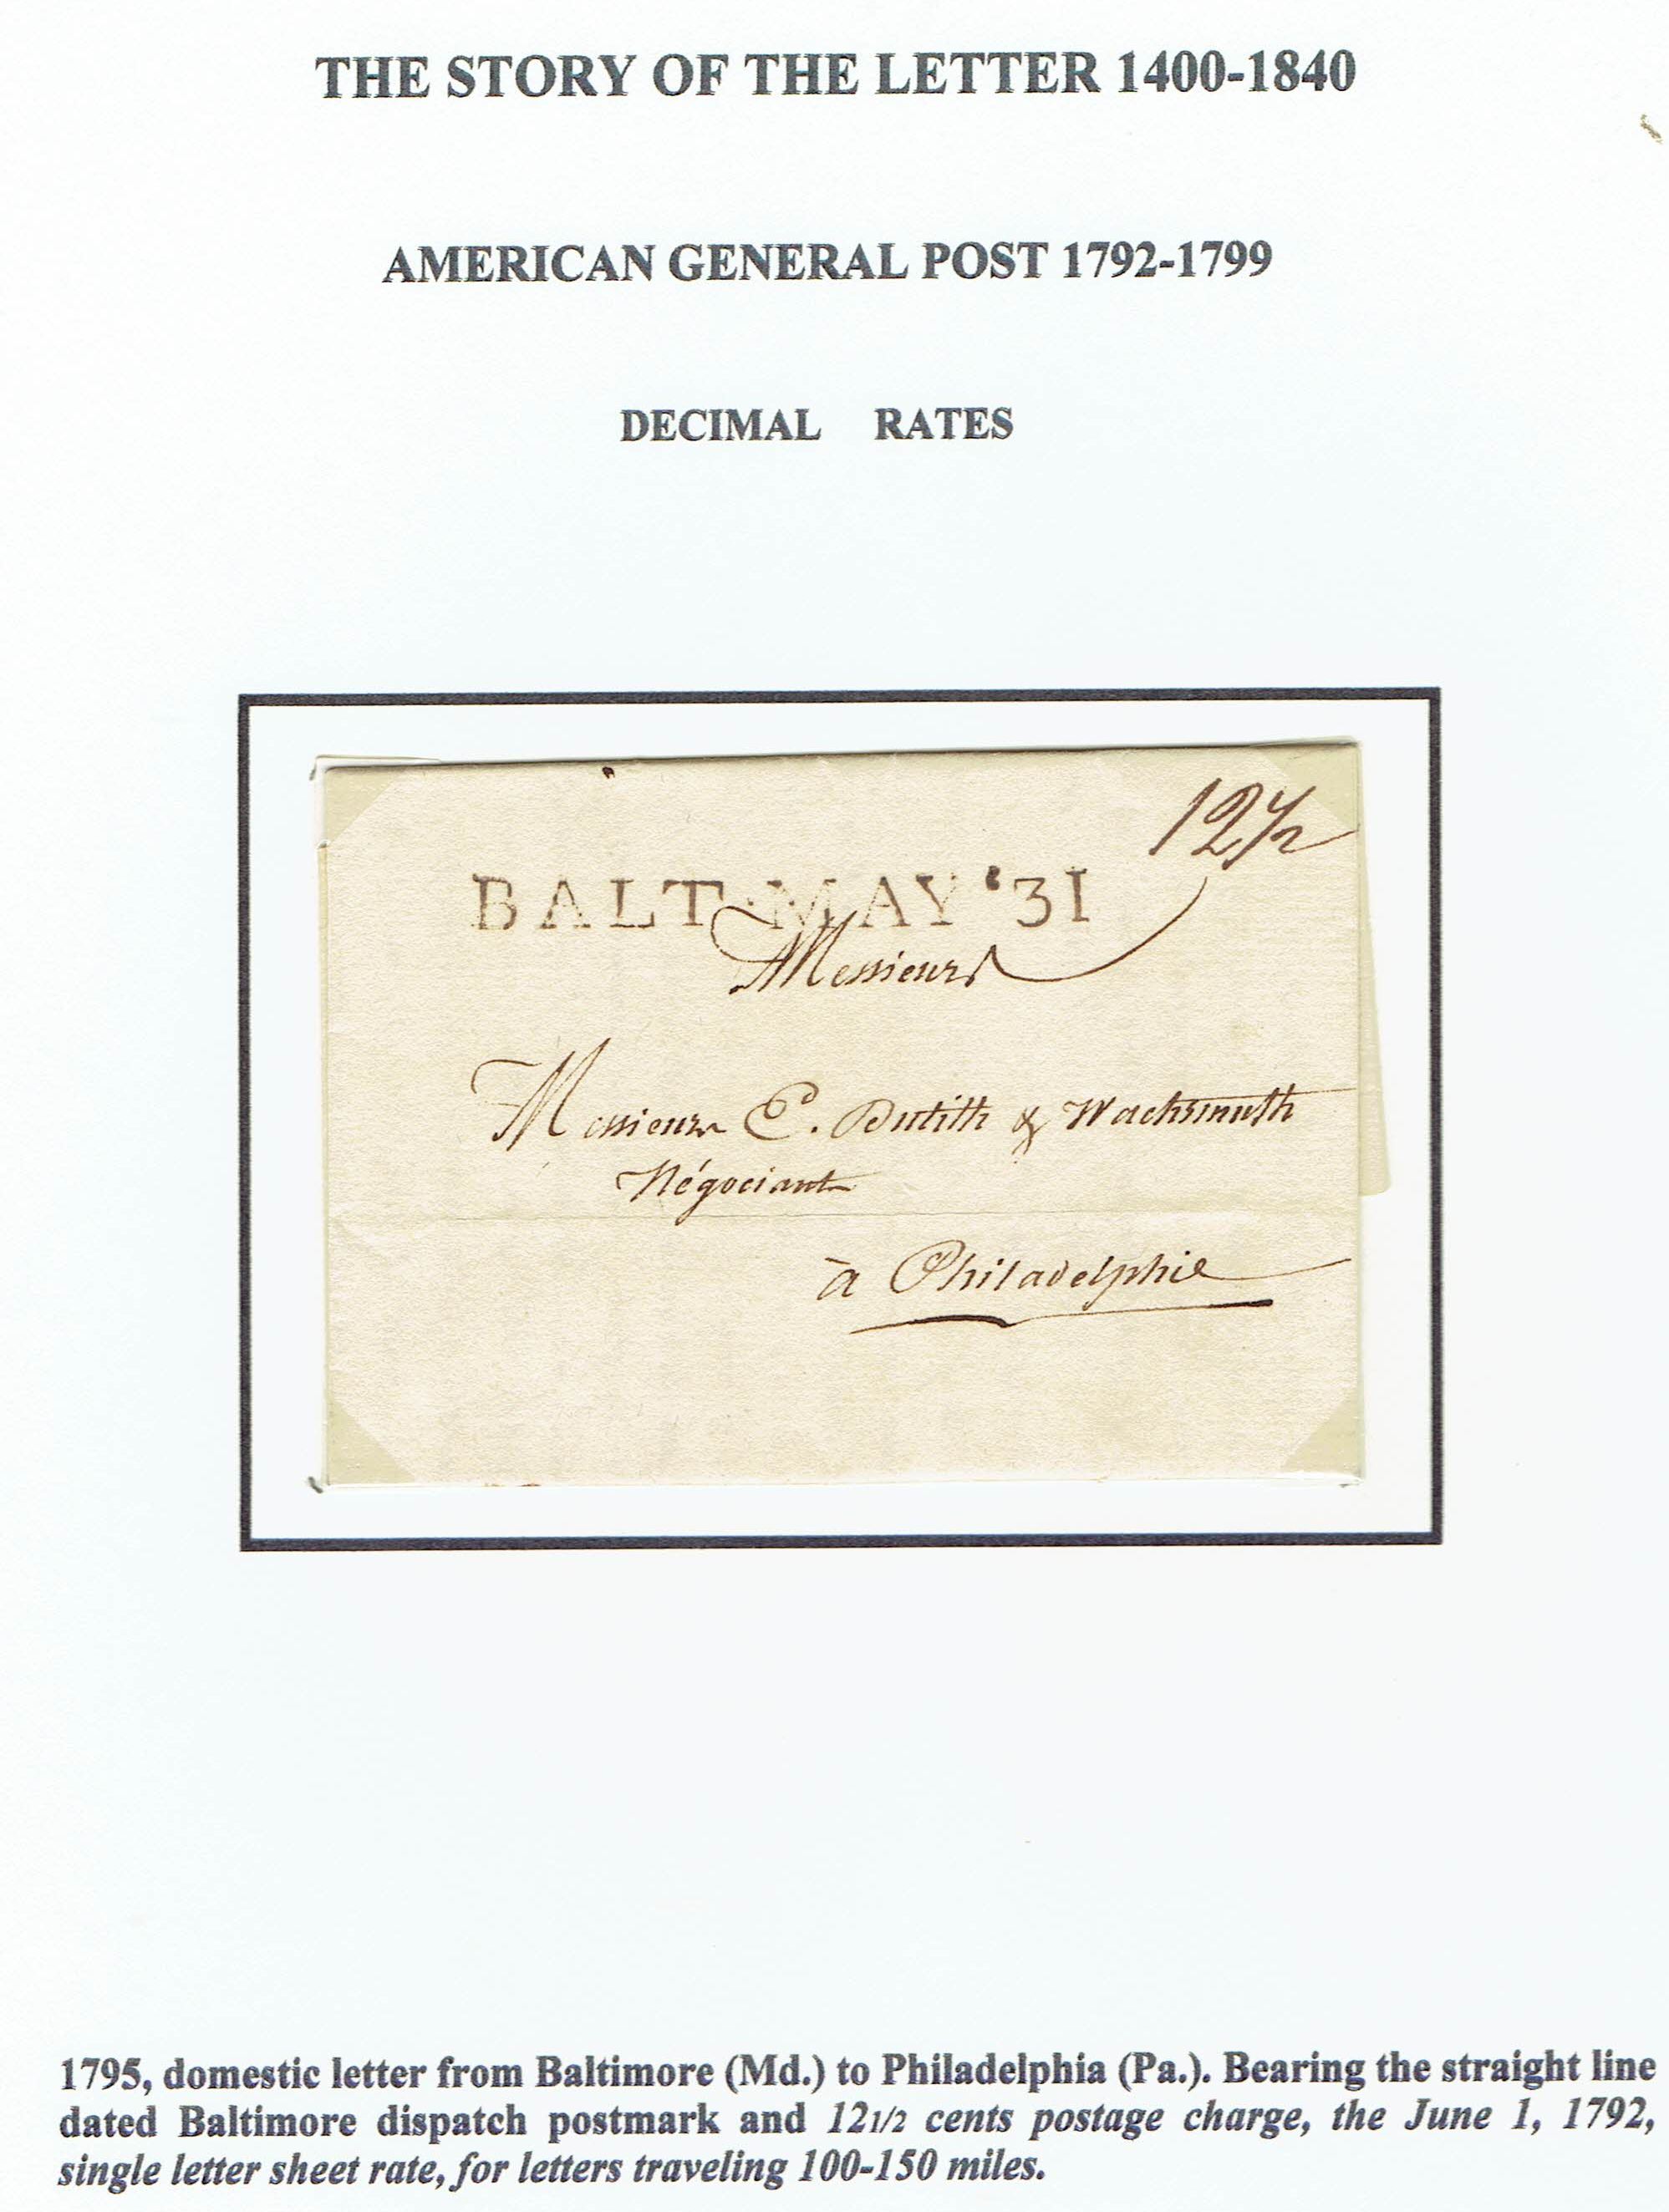 THE STORY OF THE LETTER 1400-1840
AMERICAN GENERAL POST 1792-1799
DECIMAL RATES
12½
BALT·MAY '31
Messieurs
Messieurs E. Dutilh & Wachsmuth
Négociant
à Philadelphie
1795, domestic letter from Baltimore (Md.) to Philadelphia (Pa.). Bearing the straight line
dated Baltimore dispatch postmark and 12 1/2 cents postage charge, the June 1, 1792,
single letter sheet rate, for letters traveling 100-150 miles.